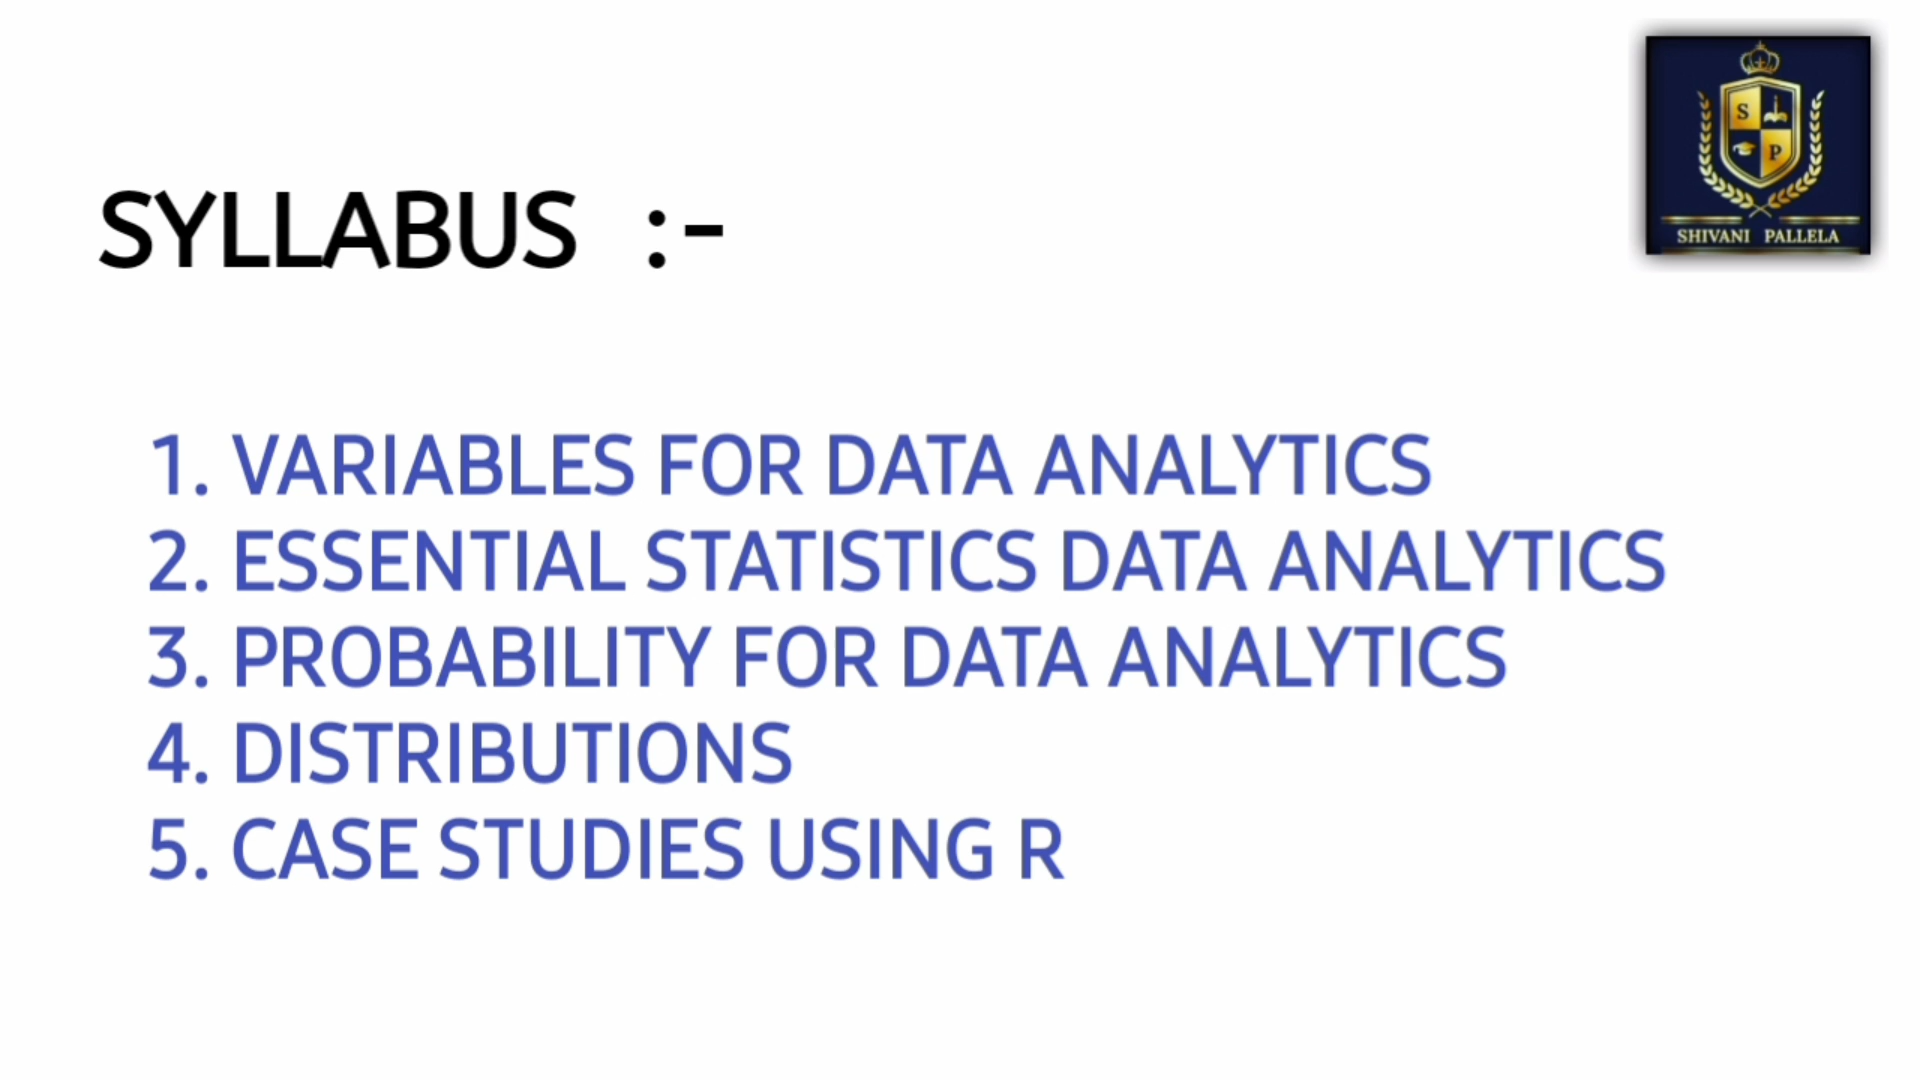 S
P
SHIVANI PALLELA
SYLLABUS :-
1. VARIABLES FOR DATA ANALYTICS
2. ESSENTIAL STATISTICS DATA ANALYTICS
3. PROBABILITY FOR DATA ANALYTICS
4. DISTRIBUTIONS
5. CASE STUDIES USING R